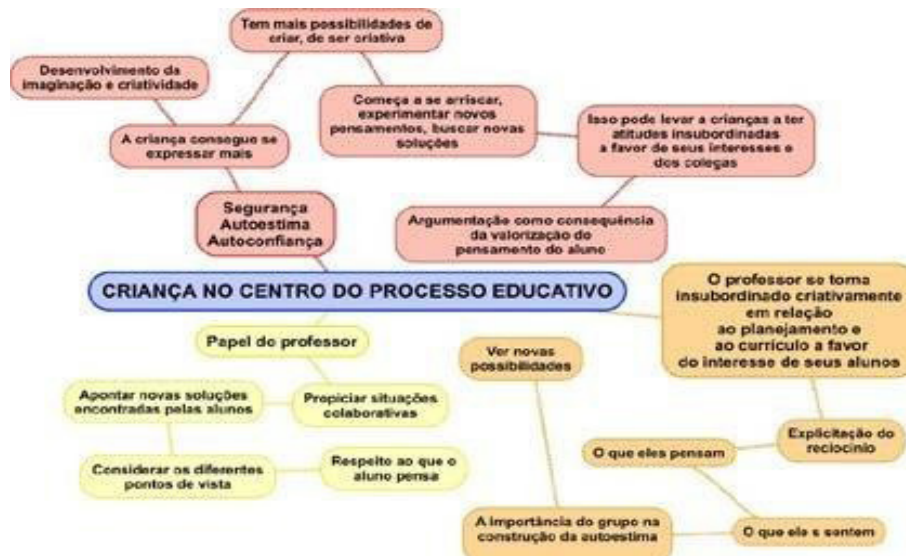 Tem mais possibilidades de
criar, de ser criativa
Desenvolvimento da
imaginação e criatividade
Começa a se arriscar,
experimentar novos
pensamentos, buscar novas
soluções
Isso pode levar a crianças a ter
atitudes insubordinadas
a favor de seus interesses e
dos colegas
A criança consegue se
expressar mais
Segurança
Autoestima
Autoconfiança
Argumentação como consequência
da valorização do
pensamento do aluno
CRIANÇA NO CENTRO DO PROCESSO EDUCATIVO
O professor se torna
insubordinado criativamente
em relação
ao planejamento e
ao currículo a favor
do interesse de seus alunos
Papel do professor
Ver novas
possibilidades
Apontar novas soluções
encontradas pelas alunos
Propiciar situações
colaborativas
Explicitação do
reciocínio
O que eles pensam
Considerar os diferentes
pontos de vista
Respeito ao que o
aluno pensa
A importância do grupo na
construção da autoestima
O que ele s sentem